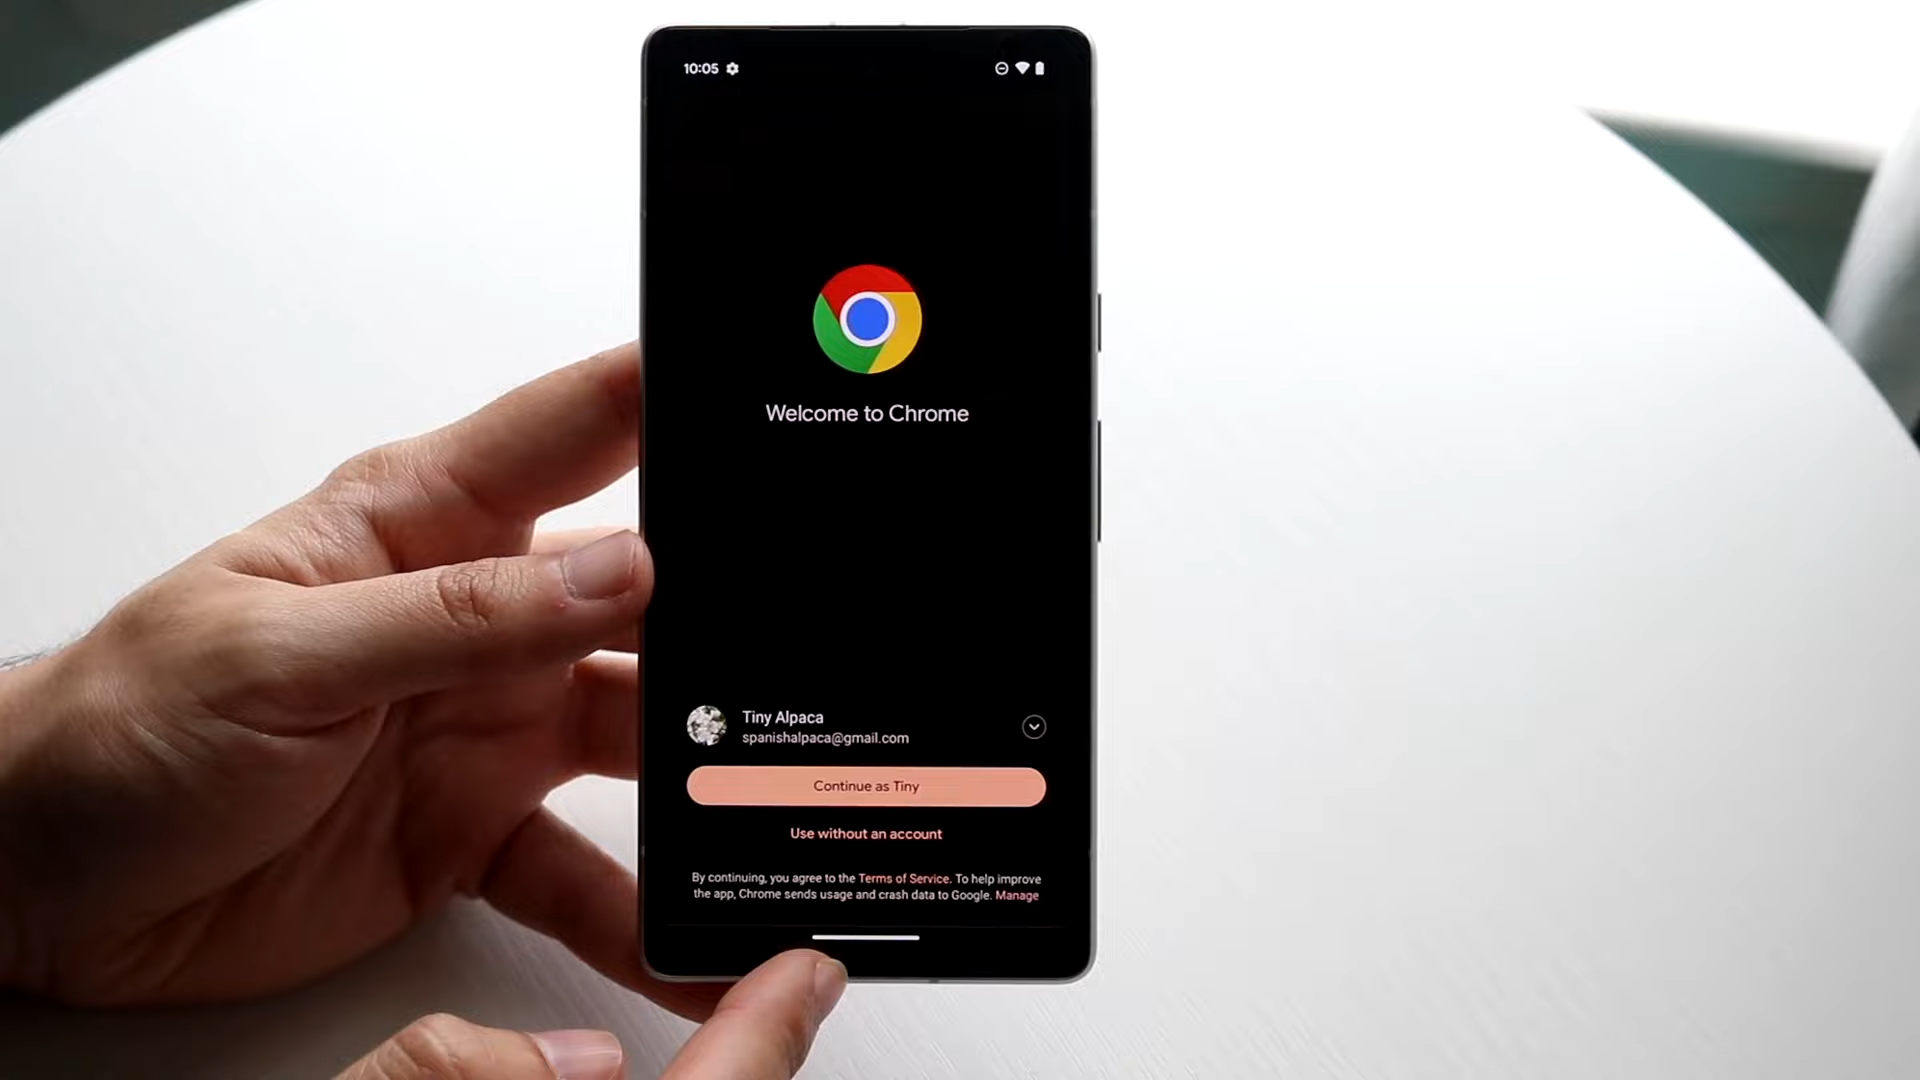 10:05
Welcome to Chrome
Tiny Alpaca
spanishalpaca@gmail.com
Continue as Tiny
Use without an account
By continuing, you agree to the Terms of Service. To help improve
the app, Chrome sends usage and crash data to Google. Manage